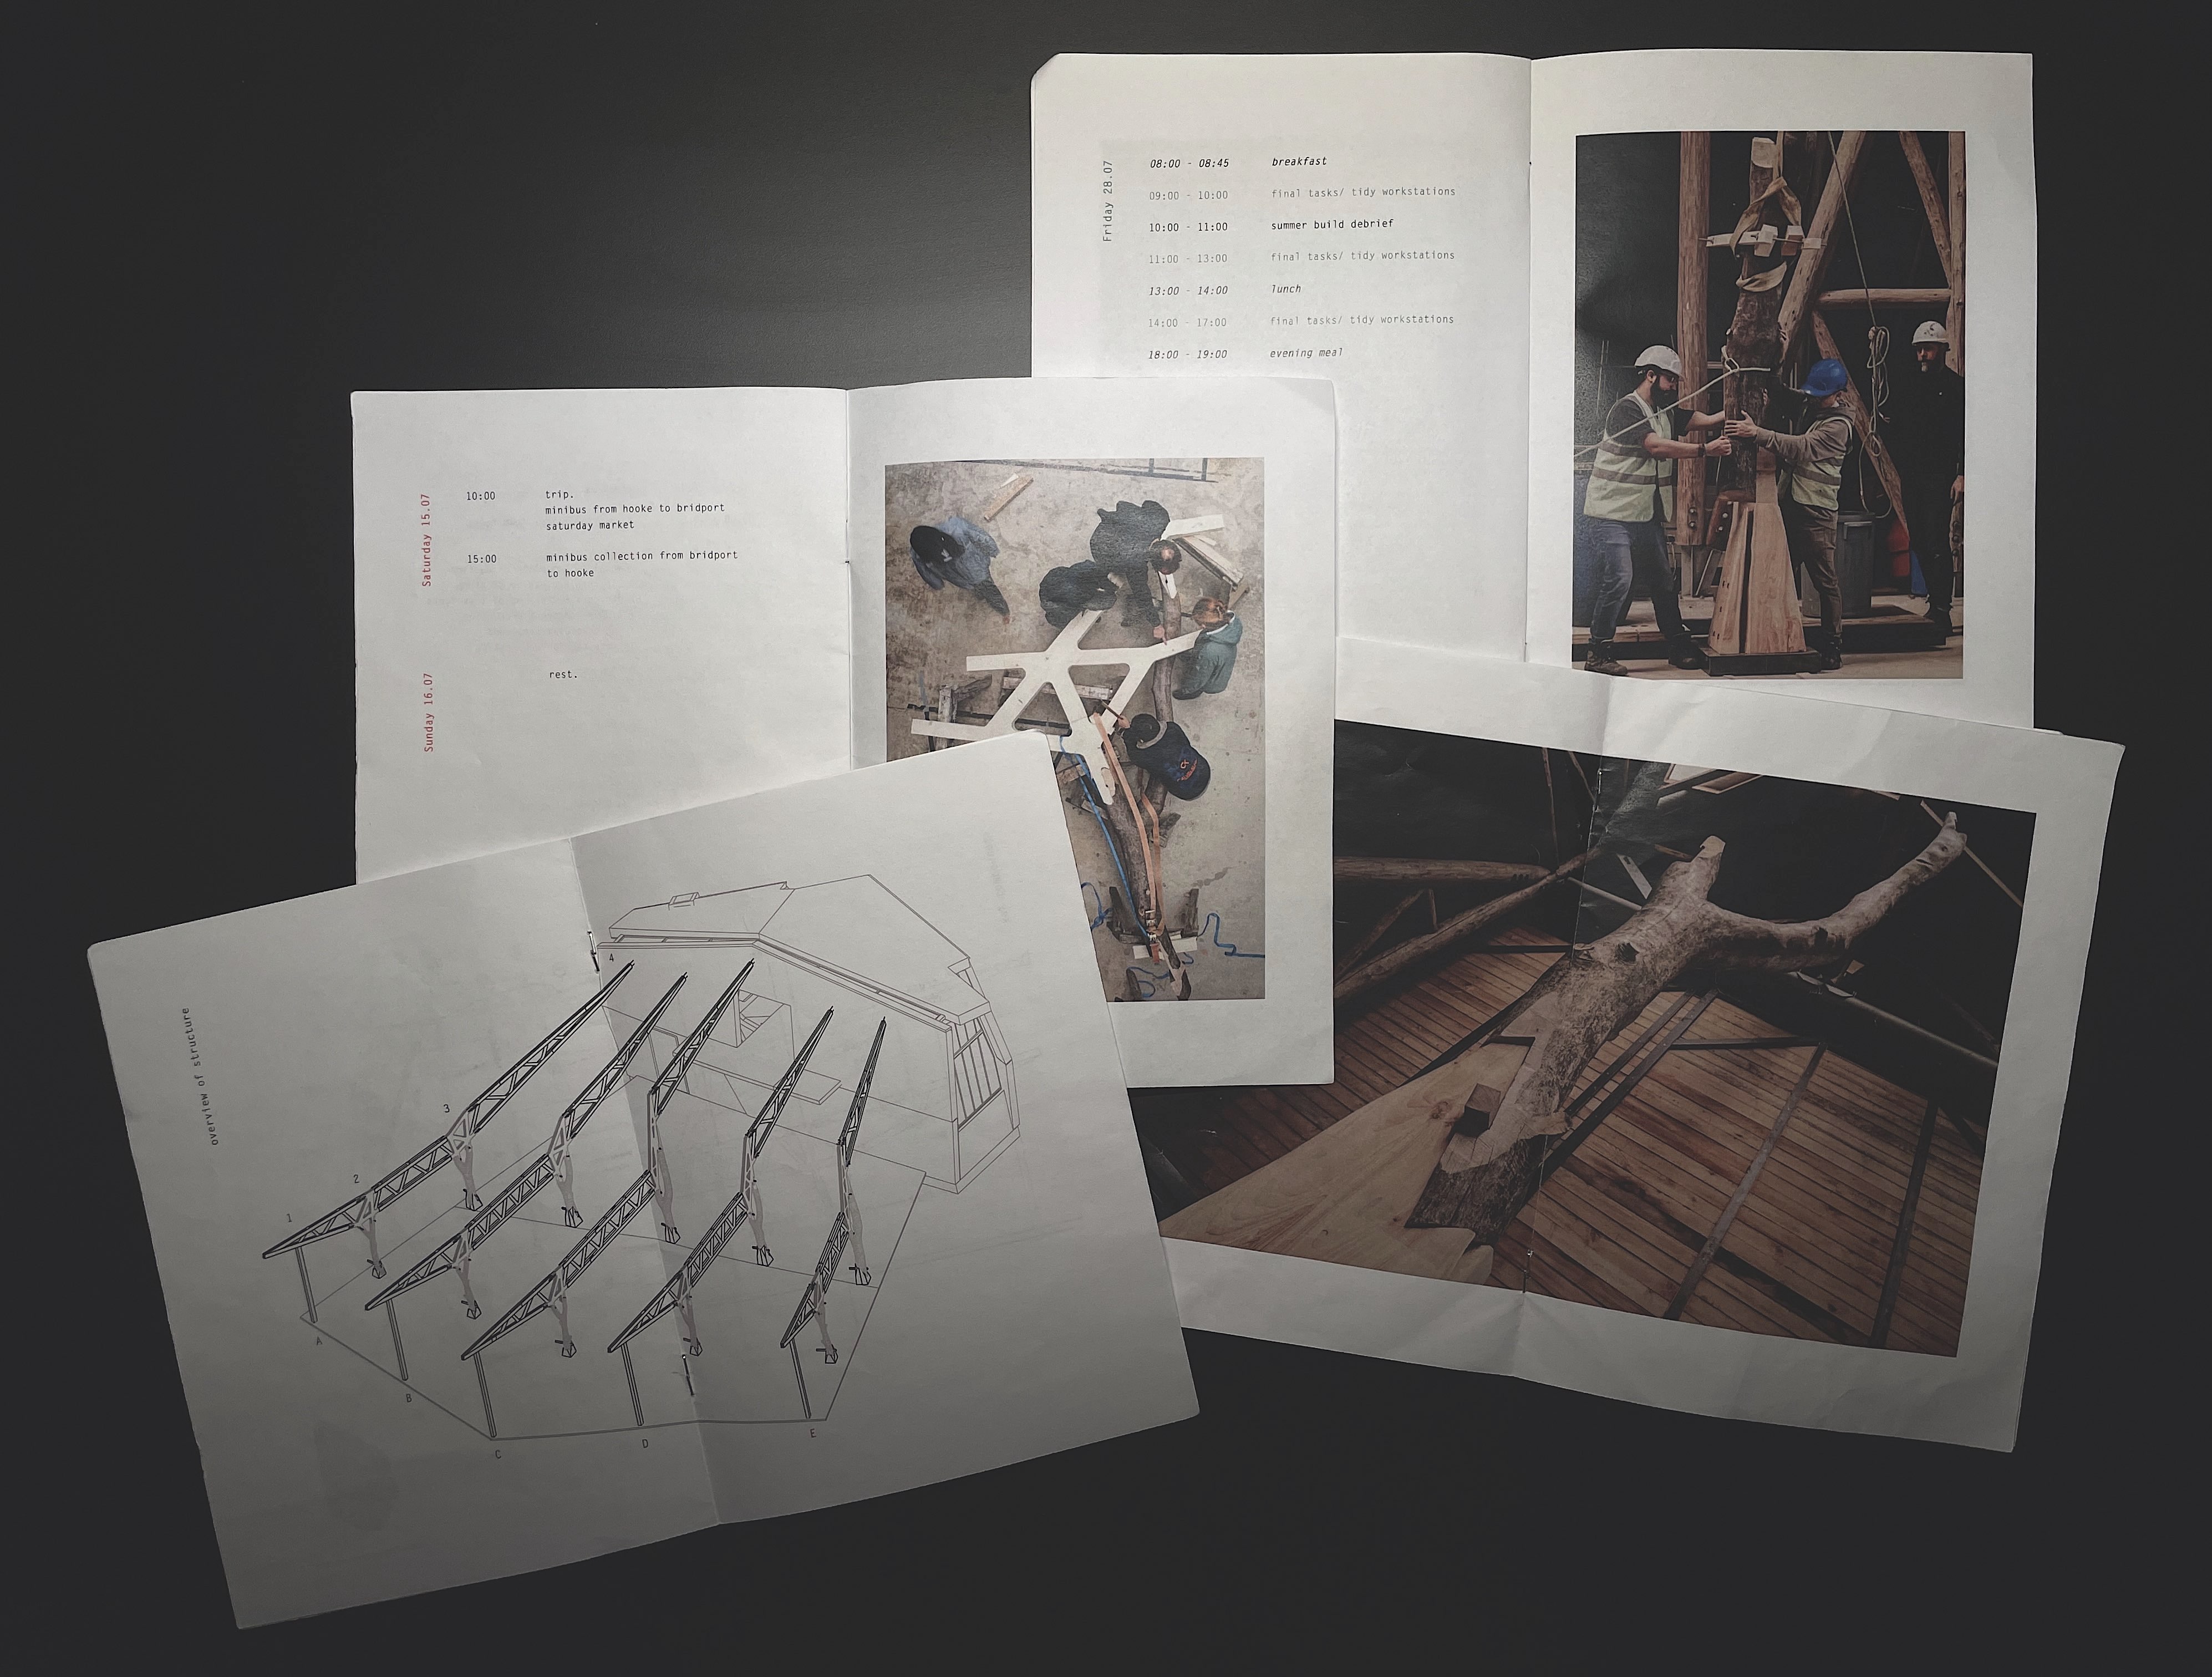 Friday 28.07
08:00 - 08:45 breakfast
09:00 - 10:00 final tasks/ tidy workstations
10:00 - 11:00 summer build debrief
11:00 - 13:00 final tasks/ tidy workstations
13:00 - 14:00 lunch
14:00 - 17:00 final tasks/ tidy workstations
18:00 - 19:00 evening meal
Saturday 15.07
10:00 trip.
minibus from hooke to bridport
saturday market
15:00 minibus collection from bridport
to hooke
Sunday 16.07
rest.
overview of structure
4
3
2
1
A
B
C
D
E